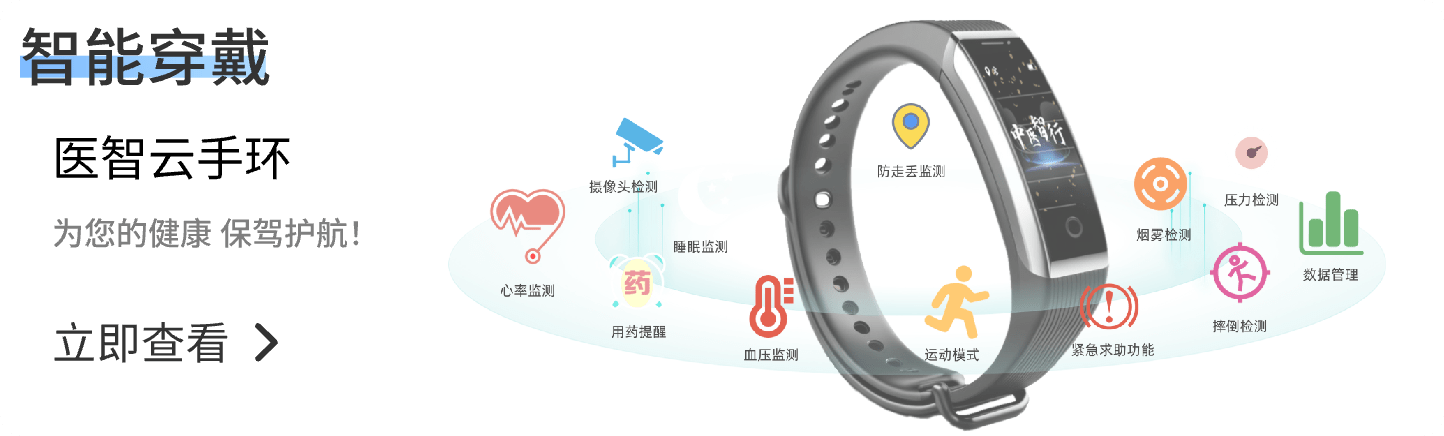 智能穿戴
医智云手环
为您的健康 保驾护航！
立即查看
防走丢监测
摄像头检测
压力检测
烟雾检测
睡眠监测
数据管理
心率监测
药
用药提醒
摔倒检测
血压监测
运动模式
紧急求助功能
中医智行